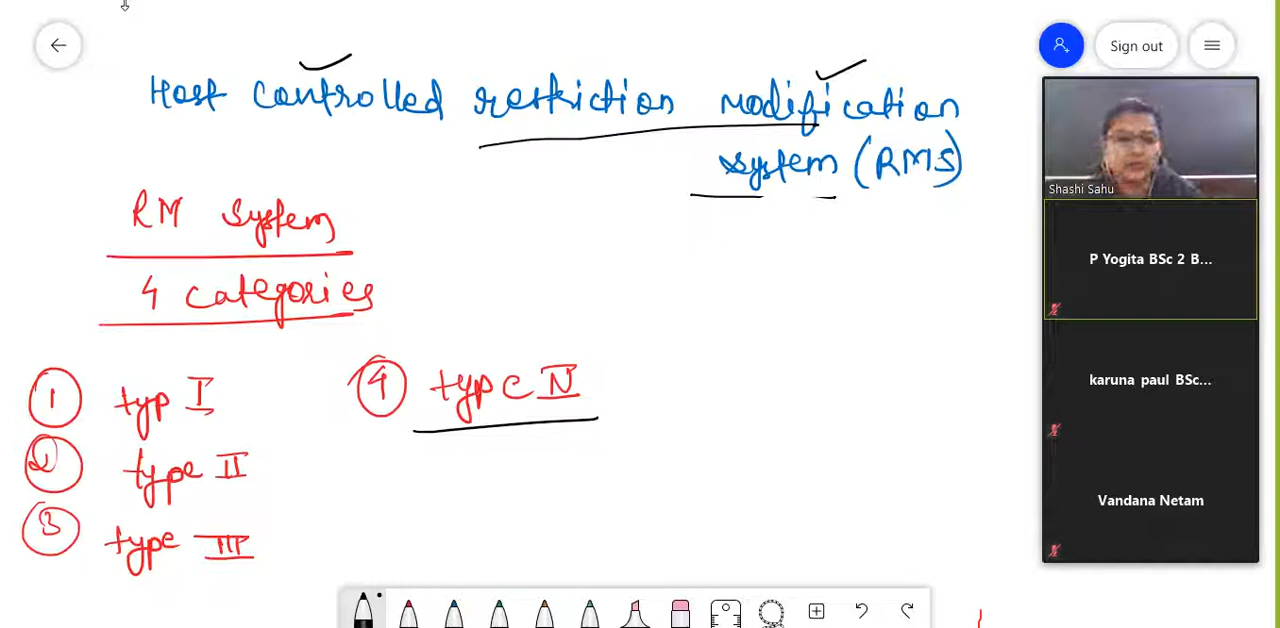 Sign out
Host controlled restriction modification
system (RMS)
Shashi Sahu
RM system
P Yogita BSc 2 B...
4 categories
karuna paul BSc...
1 typ I
4 type IV
2 type II
Vandana Netam
3 type III